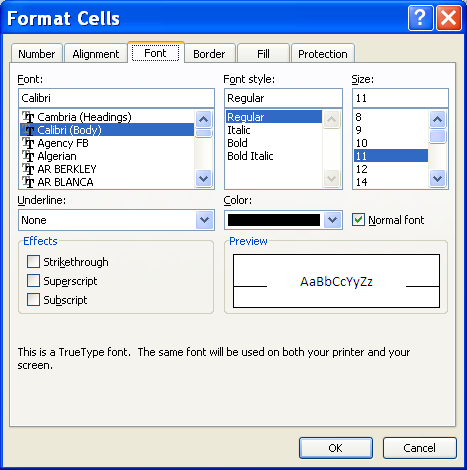 Format Cells
Number Alignment Font Border Fill Protection
Font: Font style: Size:
Calibri Regular 11
Cambria (Headings) Regular 8
Calibri (Body) Italic 9
Agency FB Bold 10
Algerian Bold Italic 11
AR BERKLEY 12
AR BLANCA 14
Underline: Color:
None Normal font
Effects Preview
Strikethrough
Superscript AaBbCcYyZz
Subscript
This is a TrueType font. The same font will be used on both your printer and your
screen.
OK Cancel